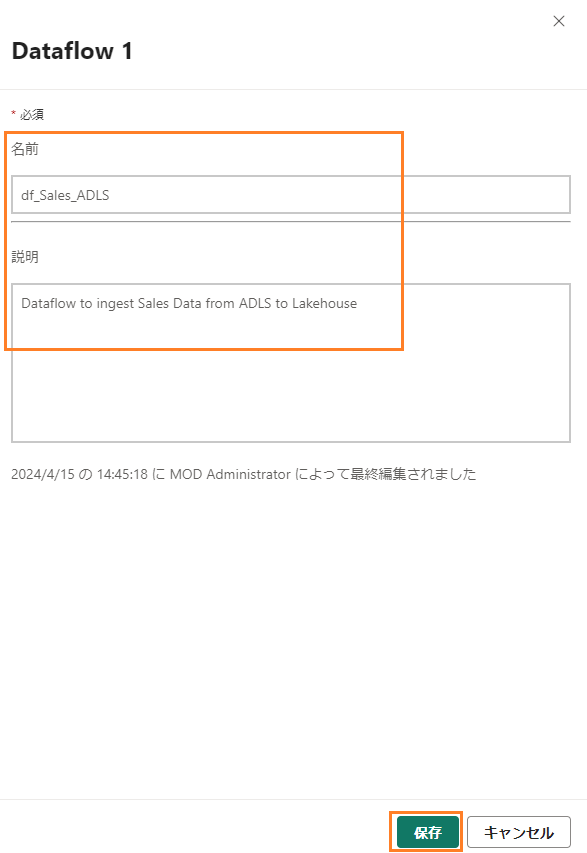 Dataflow 1
* 必須
名前
df_Sales_ADLS
説明
Dataflow to ingest Sales Data from ADLS to Lakehouse
2024/4/15 の 14:45:18 に MOD Administrator によって最終編集されました
保存
キャンセル